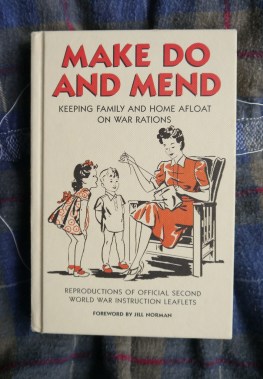 MAKE DO
AND MEND
KEEPING FAMILY AND HOME AFLOAT
ON WAR RATIONS
REPRODUCTIONS OF OFFICIAL SECOND
WORLD WAR INSTRUCTION LEAFLETS
FOREWORD BY JILL NORMAN